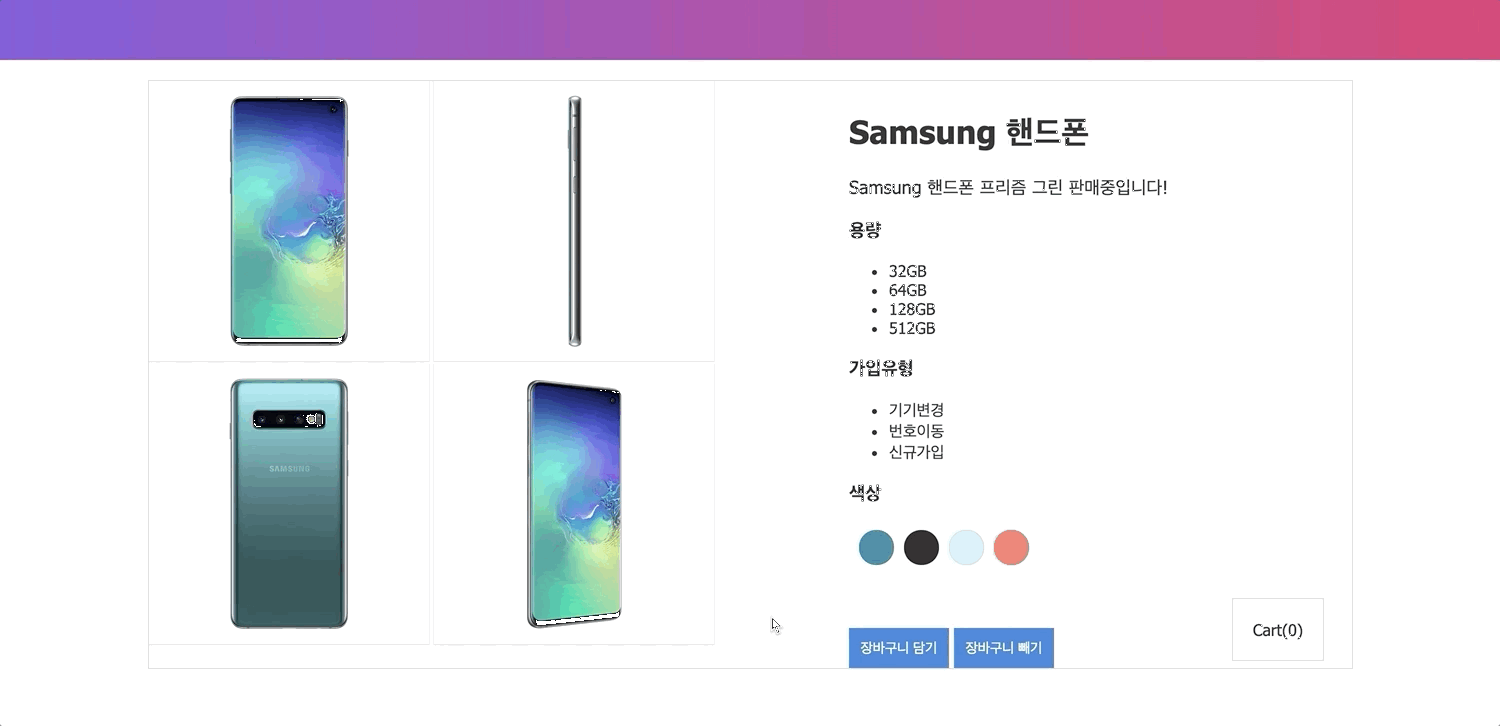 SAMSUNG
Samsung 핸드폰
Samsung 핸드폰 프리즘 그린 판매중입니다!
용량
32GB
64GB
128GB
512GB
가입유형
기기변경
번호이동
신규가입
색상
장바구니 담기
장바구니 빼기
Cart(0)